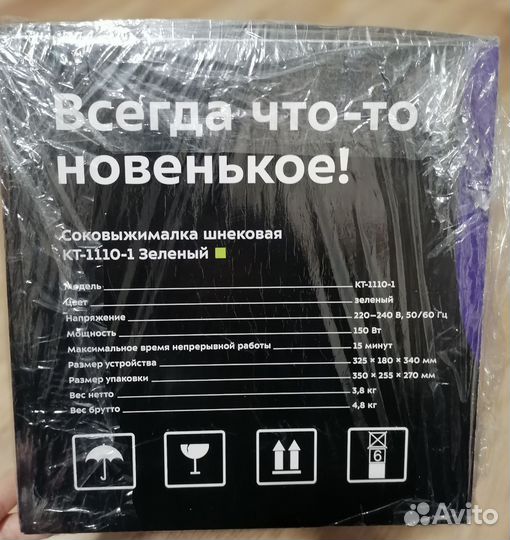 Всегда что-то
новенькое!
Соковыжималка шнековая
КТ-1110-1 Зеленый
Модель КТ-1110-1
Цвет зеленый
Напряжение 220–240 В, 50/60 Гц
Мощность 150 Вт
Максимальное время непрерывной работы 15 минут
Размер устройства 325 × 180 × 340 мм
Размер упаковки 350 × 255 × 270 мм
Вес нетто 3,8 кг
Вес брутто 4,8 кг
6
Avito